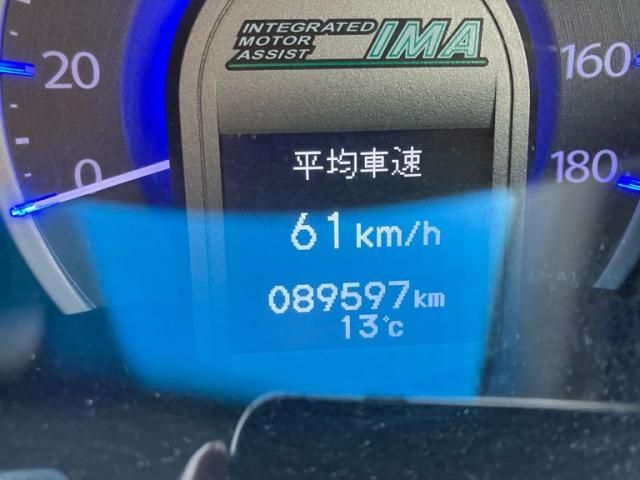 INTEGRATED
MOTOR
ASSIST
IMA
20
160
0
180
平均車速
61 km/h
089597 km
13°c